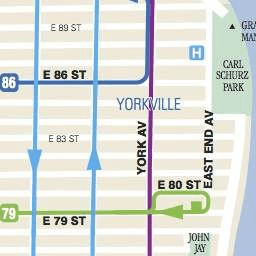 E 89 ST
GRA
MAN
H
E 86 ST
86
CARL
SCHURZ
PARK
YORKVILLE
E 83 ST
YORK AV
EAST END AV
E 80 ST
79
E 79 ST
JOHN
JAY